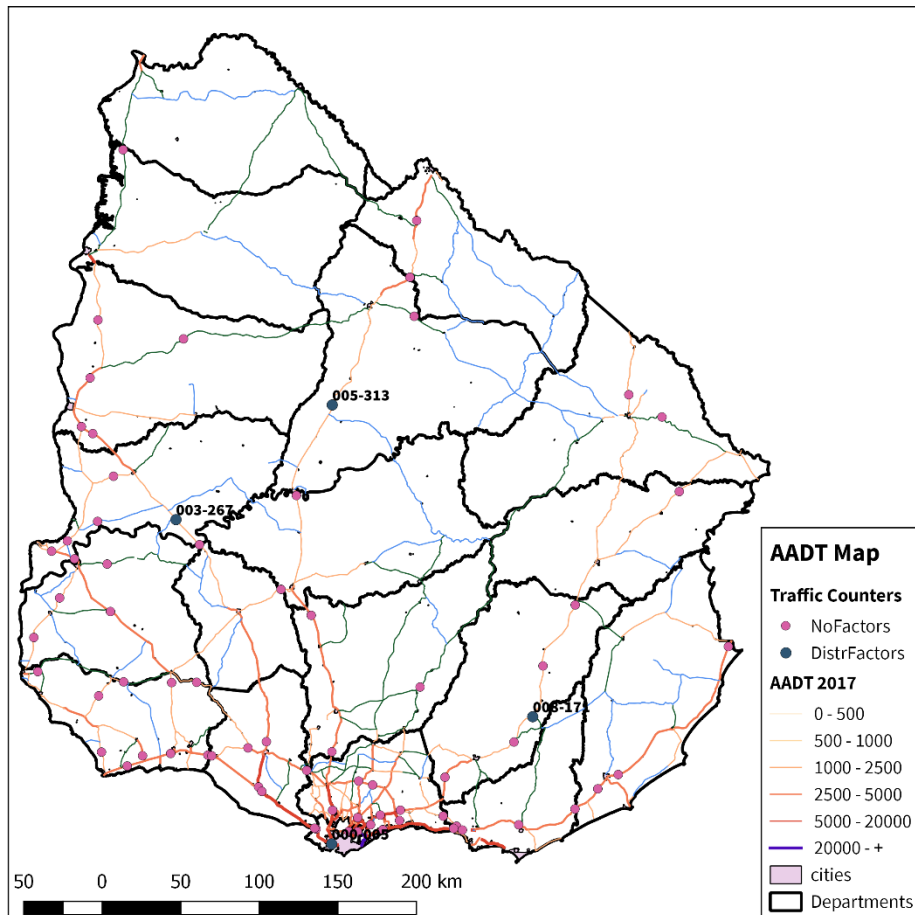 005-313
003-267
008-171
000-005
AADT Map
Traffic Counters
NoFactors
DistrFactors
AADT 2017
0 - 500
500 - 1000
1000 - 2500
2500 - 5000
5000 - 20000
20000 - +
cities
Departments
50 0 50 100 150 200 km